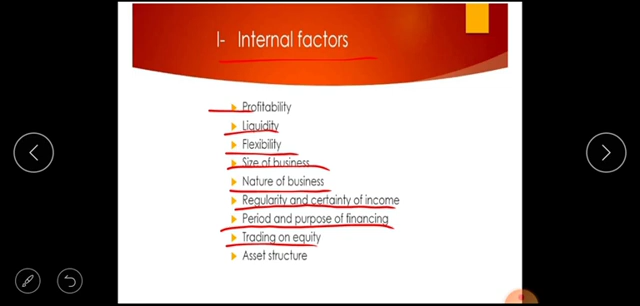 I- Internal factors
Profitability
Liquidity
Flexibility
Size of business
Nature of business
Regularity and certainty of income
Period and purpose of financing
Trading on equity
Asset structure